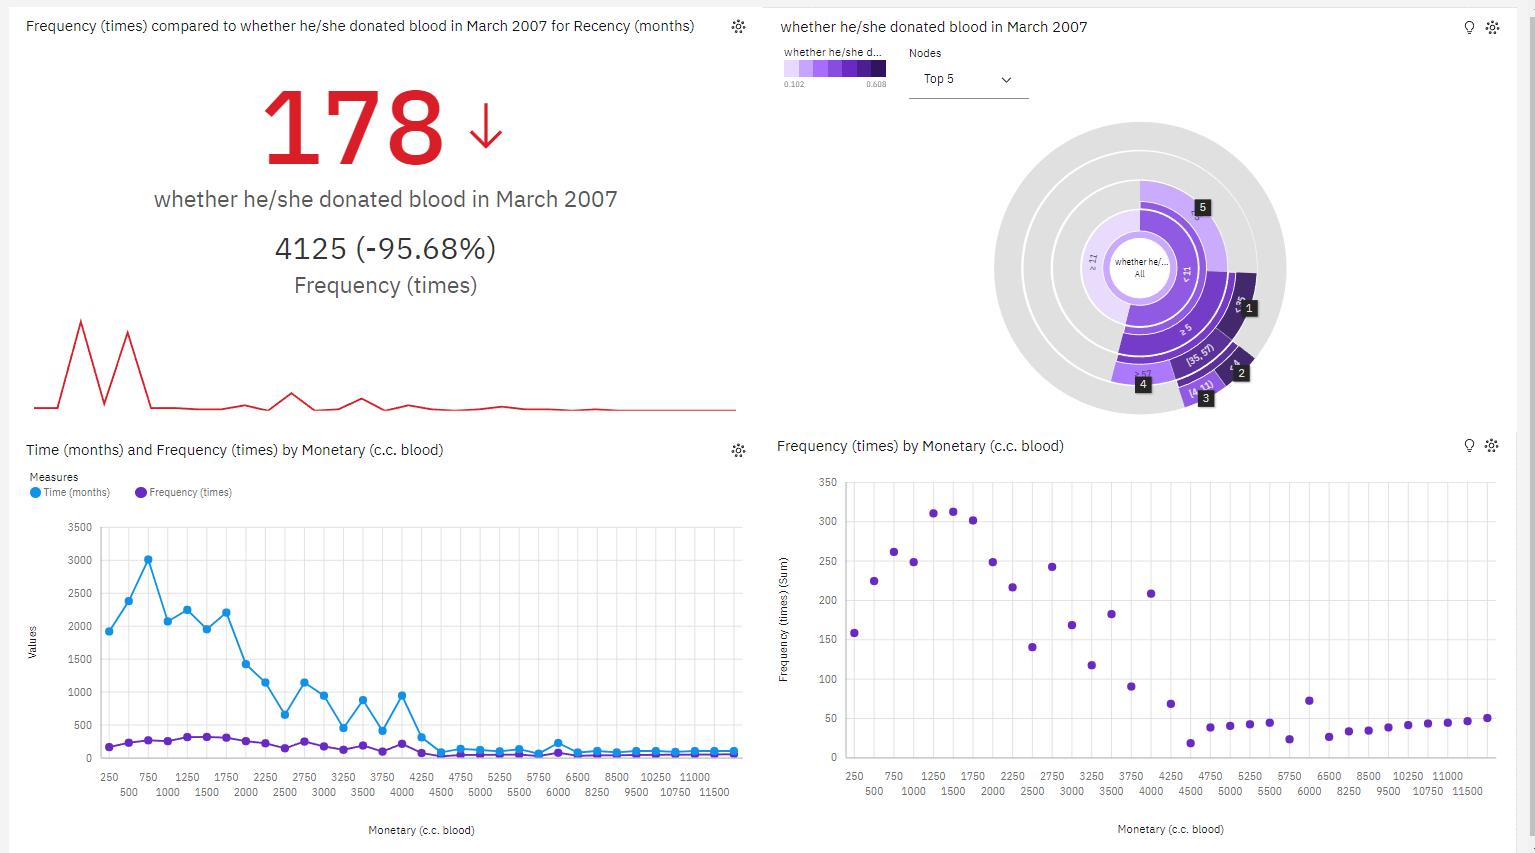 Frequency (times) compared to whether he/she donated blood in March 2007 for Recency (months)
178
whether he/she donated blood in March 2007
4125 (-95.68%)
Frequency (times)
whether he/she donated blood in March 2007
whether he/she d...
0.102 0.608
Nodes
Top 5
whether he/...
All
≥ 11
< 11
≥ 5
[35, 57)
≥ 57
[4, 11)
5
1
2
3
4
Time (months) and Frequency (times) by Monetary (c.c. blood)
Measures
Time (months) Frequency (times)
Values
3500
3000
2500
2000
1500
1000
500
0
250 750 1250 1750 2250 2750 3250 3750 4250 4750 5250 5750 6500 8500 10250 11000
500 1000 1500 2000 2500 3000 3500 4000 4500 5000 5500 6000 8250 9500 10750 11500
Monetary (c.c. blood)
Frequency (times) by Monetary (c.c. blood)
Frequency (times) (Sum)
350
300
250
200
150
100
50
0
250 750 1250 1750 2250 2750 3250 3750 4250 4750 5250 5750 6500 8500 10250 11000
500 1000 1500 2000 2500 3000 3500 4000 4500 5000 5500 6000 8250 9500 10750 11500
Monetary (c.c. blood)